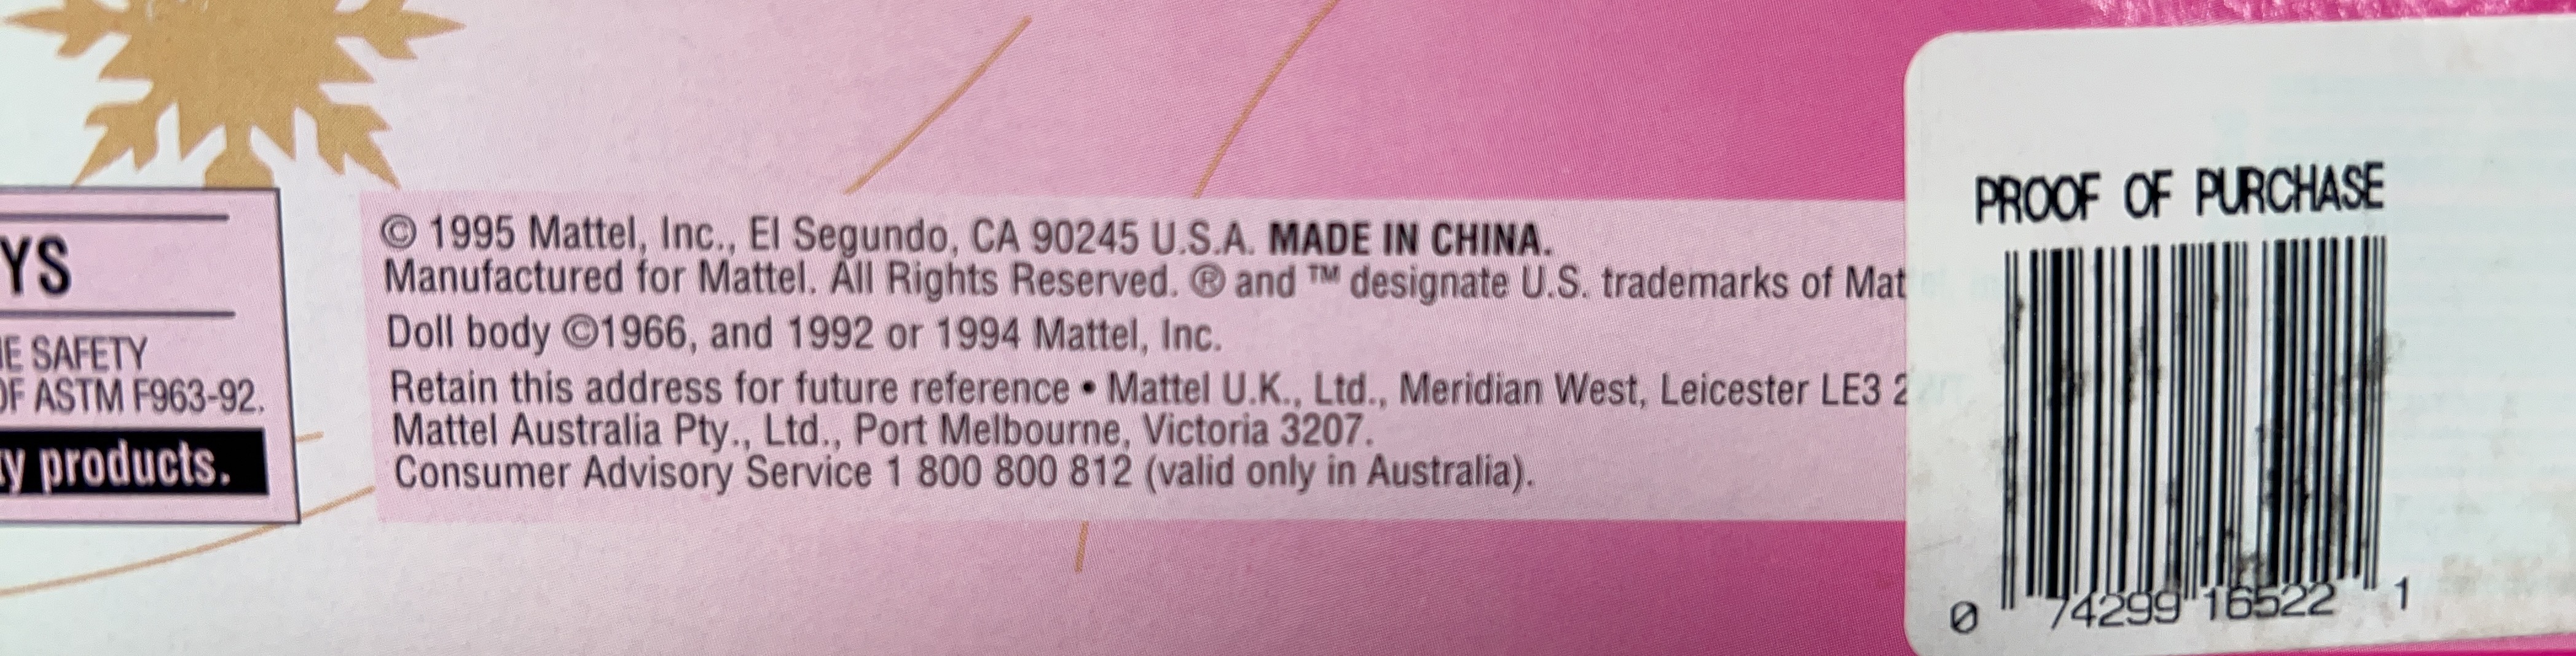 YS
E SAFETY
OF ASTM F963-92.
ty products.
© 1995 Mattel, Inc., El Segundo, CA 90245 U.S.A. MADE IN CHINA.
Manufactured for Mattel. All Rights Reserved. ® and ™ designate U.S. trademarks of Mat
Doll body ©1966, and 1992 or 1994 Mattel, Inc.
Retain this address for future reference • Mattel U.K., Ltd., Meridian West, Leicester LE3 2
Mattel Australia Pty., Ltd., Port Melbourne, Victoria 3207.
Consumer Advisory Service 1 800 800 812 (valid only in Australia).
PROOF OF PURCHASE
0 74299 16522 1